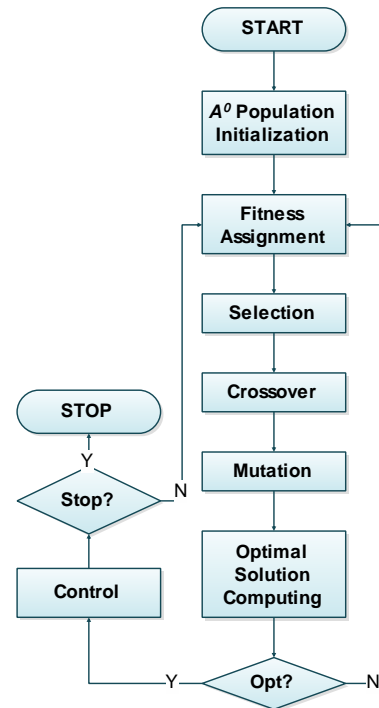 START
A⁰ Population
Initialization
Fitness
Assignment
Selection
Crossover
STOP
Y
Stop?
N
Mutation
Optimal
Solution
Computing
Control
Y
Opt?
N